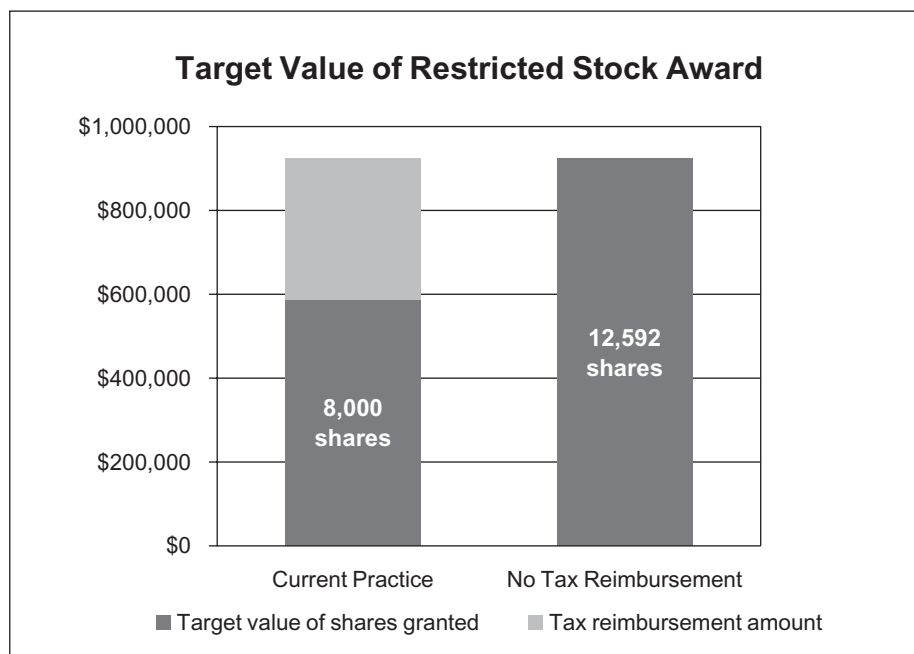 Target Value of Restricted Stock Award
$1,000,000
$800,000
$600,000
$400,000
$200,000
$0
8,000
shares
12,592
shares
Current Practice
No Tax Reimbursement
Target value of shares granted
Tax reimbursement amount